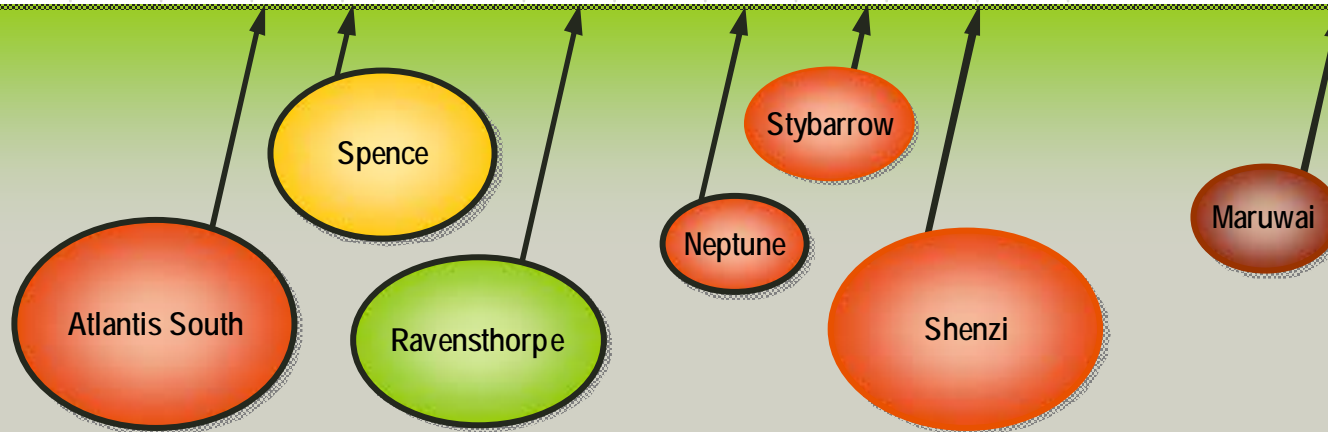 Stybarrow
Spence
Maruwai
Neptune
Atlantis South
Shenzi
Ravensthorpe